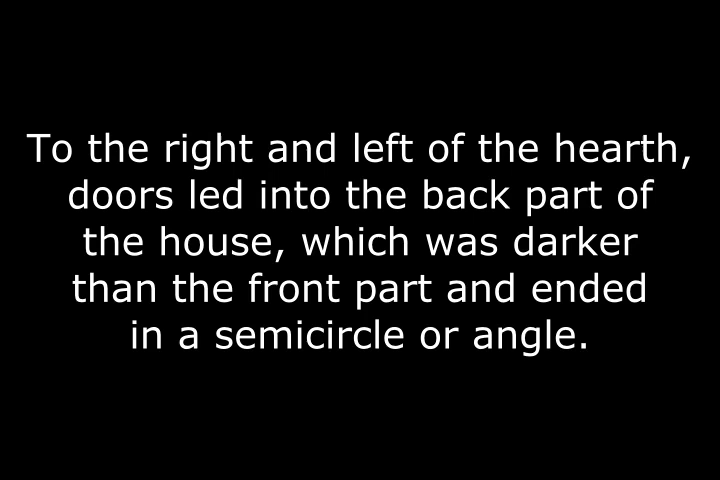 To the right and left of the hearth,
doors led into the back part of
the house, which was darker
than the front part and ended
in a semicircle or angle.